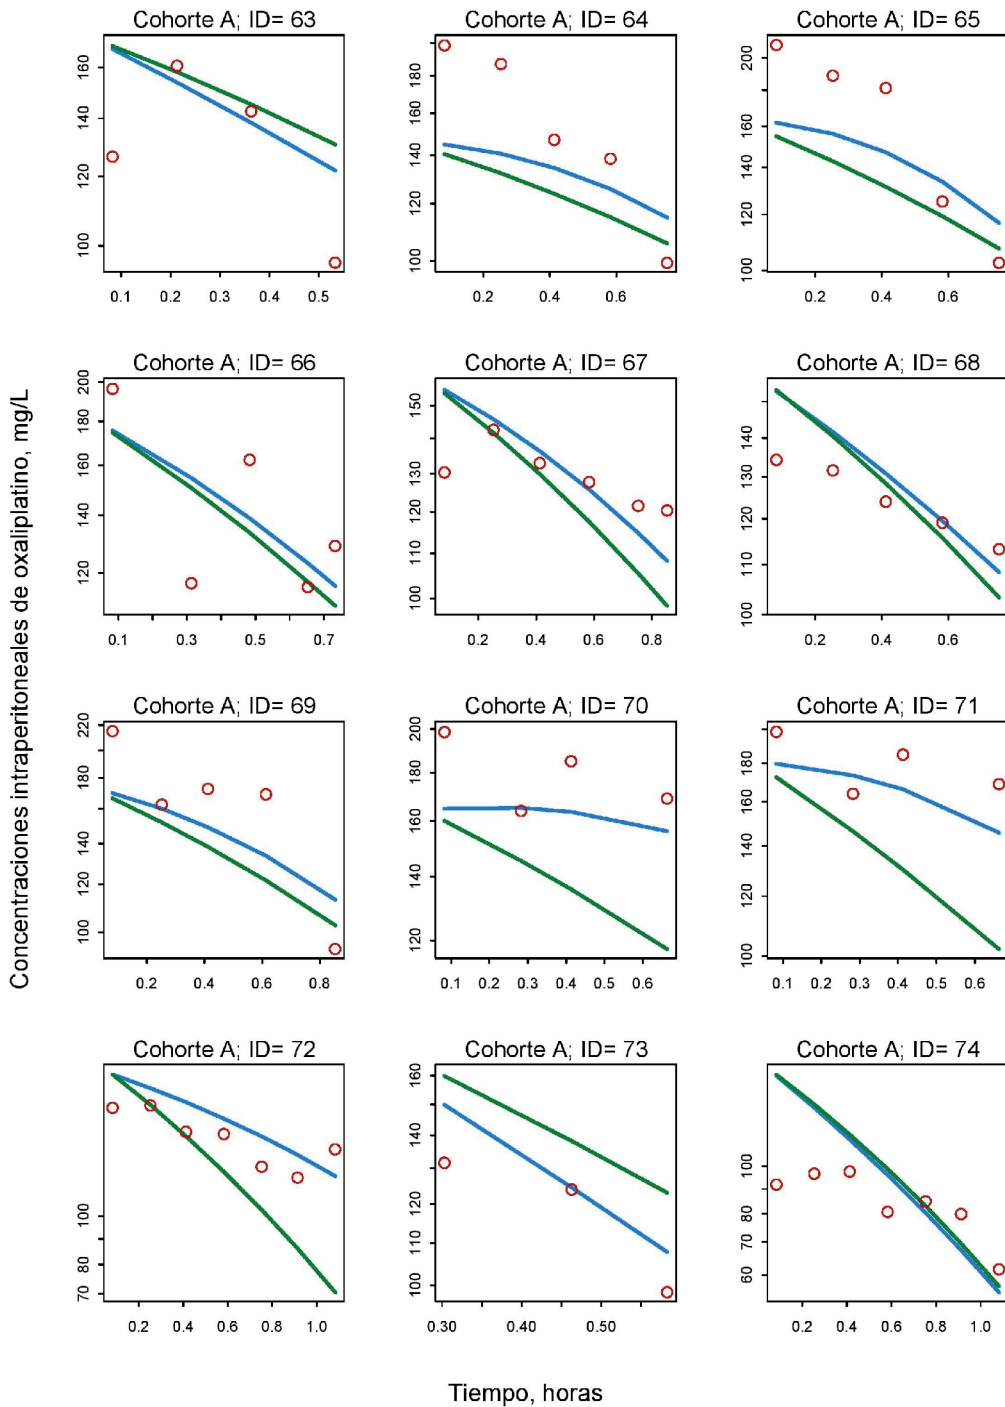 Concentraciones intraperitoneales de oxaliplatino, mg/L
Cohorte A; ID= 63
160
140
120
100
0.1 0.2 0.3 0.4 0.5
Cohorte A; ID= 64
180
140
120
100
0.2 0.4 0.6
Cohorte A; ID= 65
200
160
120
100
0.2 0.4 0.6
Cohorte A; ID= 66
200
180
160
140
120
0.1 0.3 0.5 0.7
Cohorte A; ID= 67
150
130
120
110
100
0.2 0.4 0.6 0.8
Cohorte A; ID= 68
140
130
120
110
100
0.2 0.4 0.6
Cohorte A; ID= 69
220
180
140
120
100
0.2 0.4 0.6 0.8
Cohorte A; ID= 70
200
180
160
140
120
0.1 0.2 0.3 0.4 0.5 0.6
Cohorte A; ID= 71
180
160
140
120
100
0.1 0.2 0.3 0.4 0.5 0.6
Cohorte A; ID= 72
100
80
70
0.2 0.4 0.6 0.8 1.0
Cohorte A; ID= 73
160
140
120
110
100
0.30 0.40 0.50
Cohorte A; ID= 74
100
80
70
60
0.2 0.4 0.6 0.8 1.0
Tiempo, horas